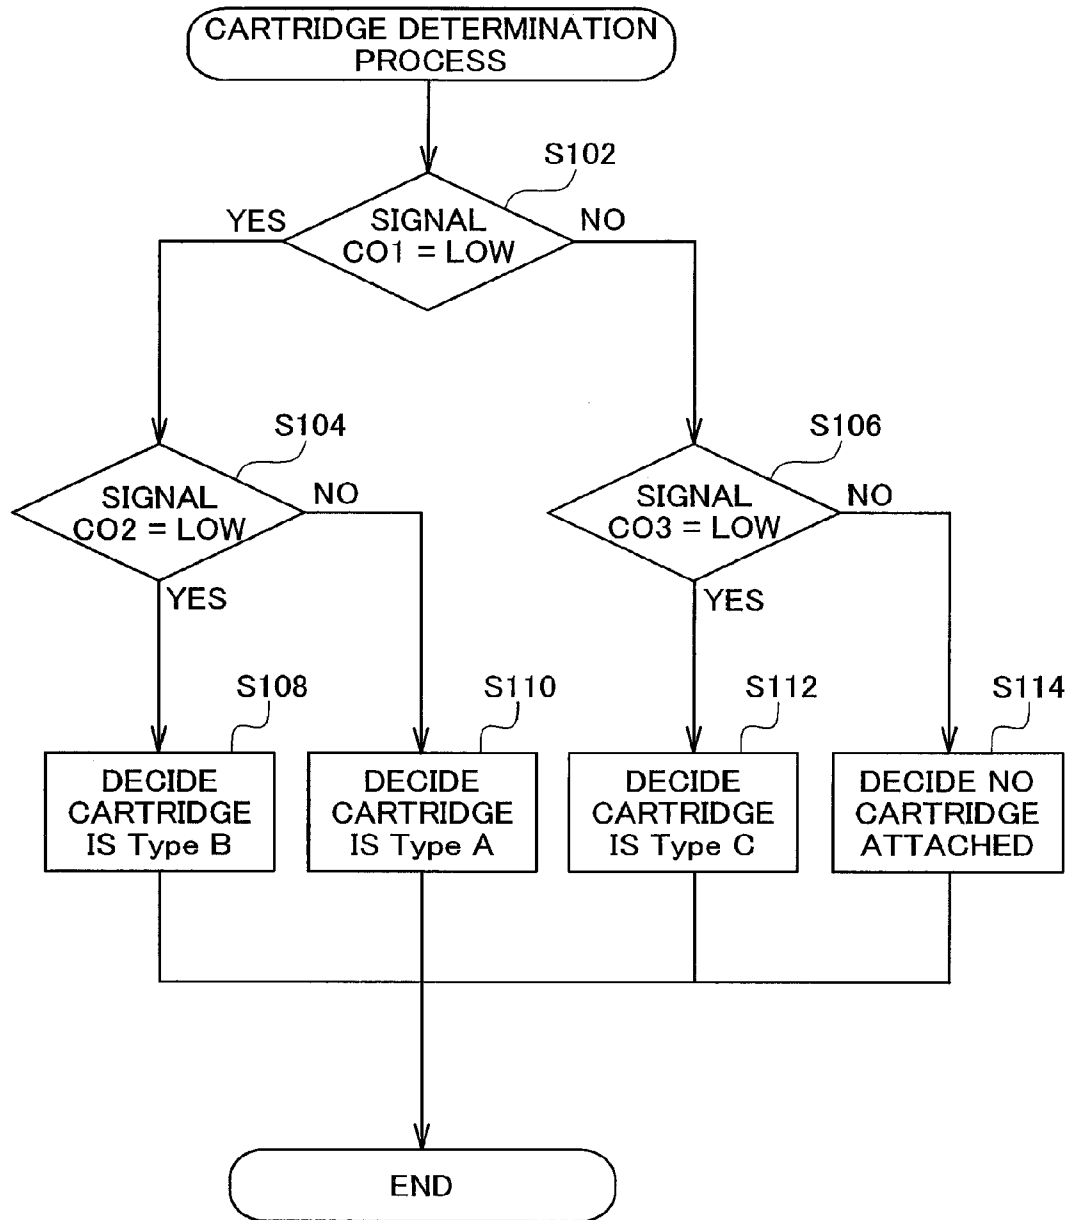 CARTRIDGE DETERMINATION
PROCESS
S102
YES
SIGNAL
CO1 = LOW
NO
S104
SIGNAL
CO2 = LOW
NO
YES
S106
SIGNAL
CO3 = LOW
NO
YES
S108
DECIDE
CARTRIDGE
IS Type B
S110
DECIDE
CARTRIDGE
IS Type A
S112
DECIDE
CARTRIDGE
IS Type C
S114
DECIDE NO
CARTRIDGE
ATTACHED
END